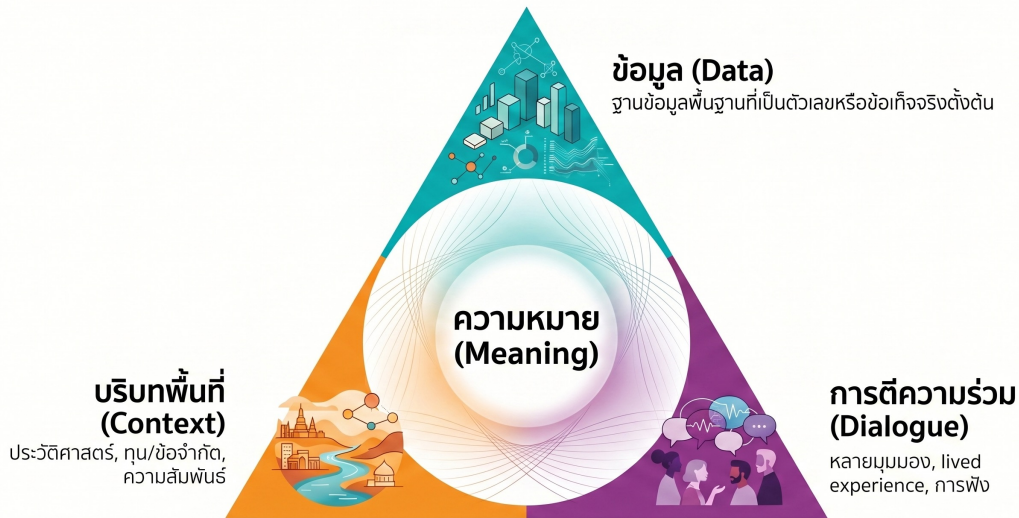 ข้อมูล (Data)
ฐานข้อมูลพื้นฐานที่เป็นตัวเลขหรือข้อเท็จจริงตั้งต้น
ความหมาย
(Meaning)
บริบทพื้นที่
(Context)
ประวัติศาสตร์, ทุน/ข้อจำกัด,
ความสัมพันธ์
การตีความร่วม
(Dialogue)
หลายมุมมอง, lived
experience, การฟัง